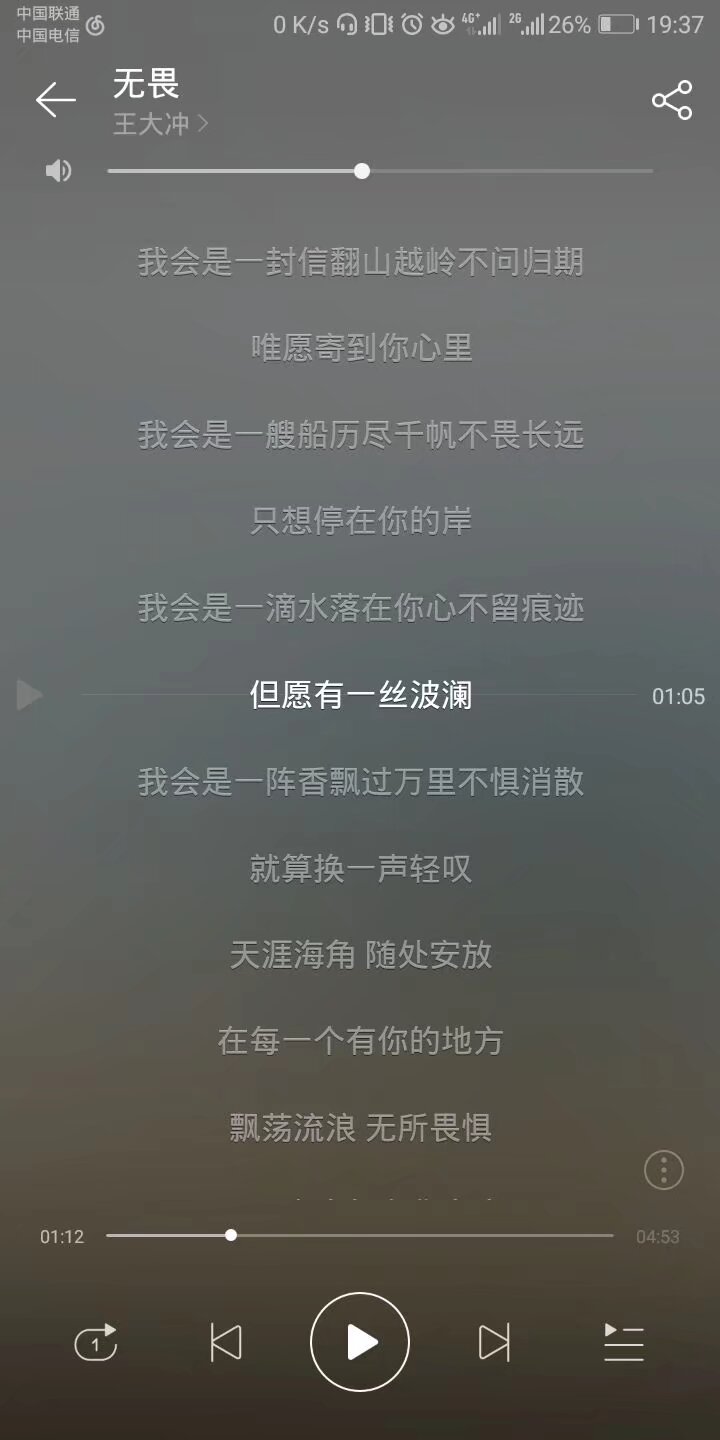 中国联通
中国电信
0 K/s 4G+ 2G 26% 19:37
无畏
王大冲
我会是一封信翻山越岭不问归期
唯愿寄到你心里
我会是一艘船历尽千帆不畏长远
只想停在你的岸
我会是一滴水落在你心不留痕迹
但愿有一丝波澜 01:05
我会是一阵香飘过万里不惧消散
就算换一声轻叹
天涯海角 随处安放
在每一个有你的地方
飘荡流浪 无所畏惧
01:12 04:53
1